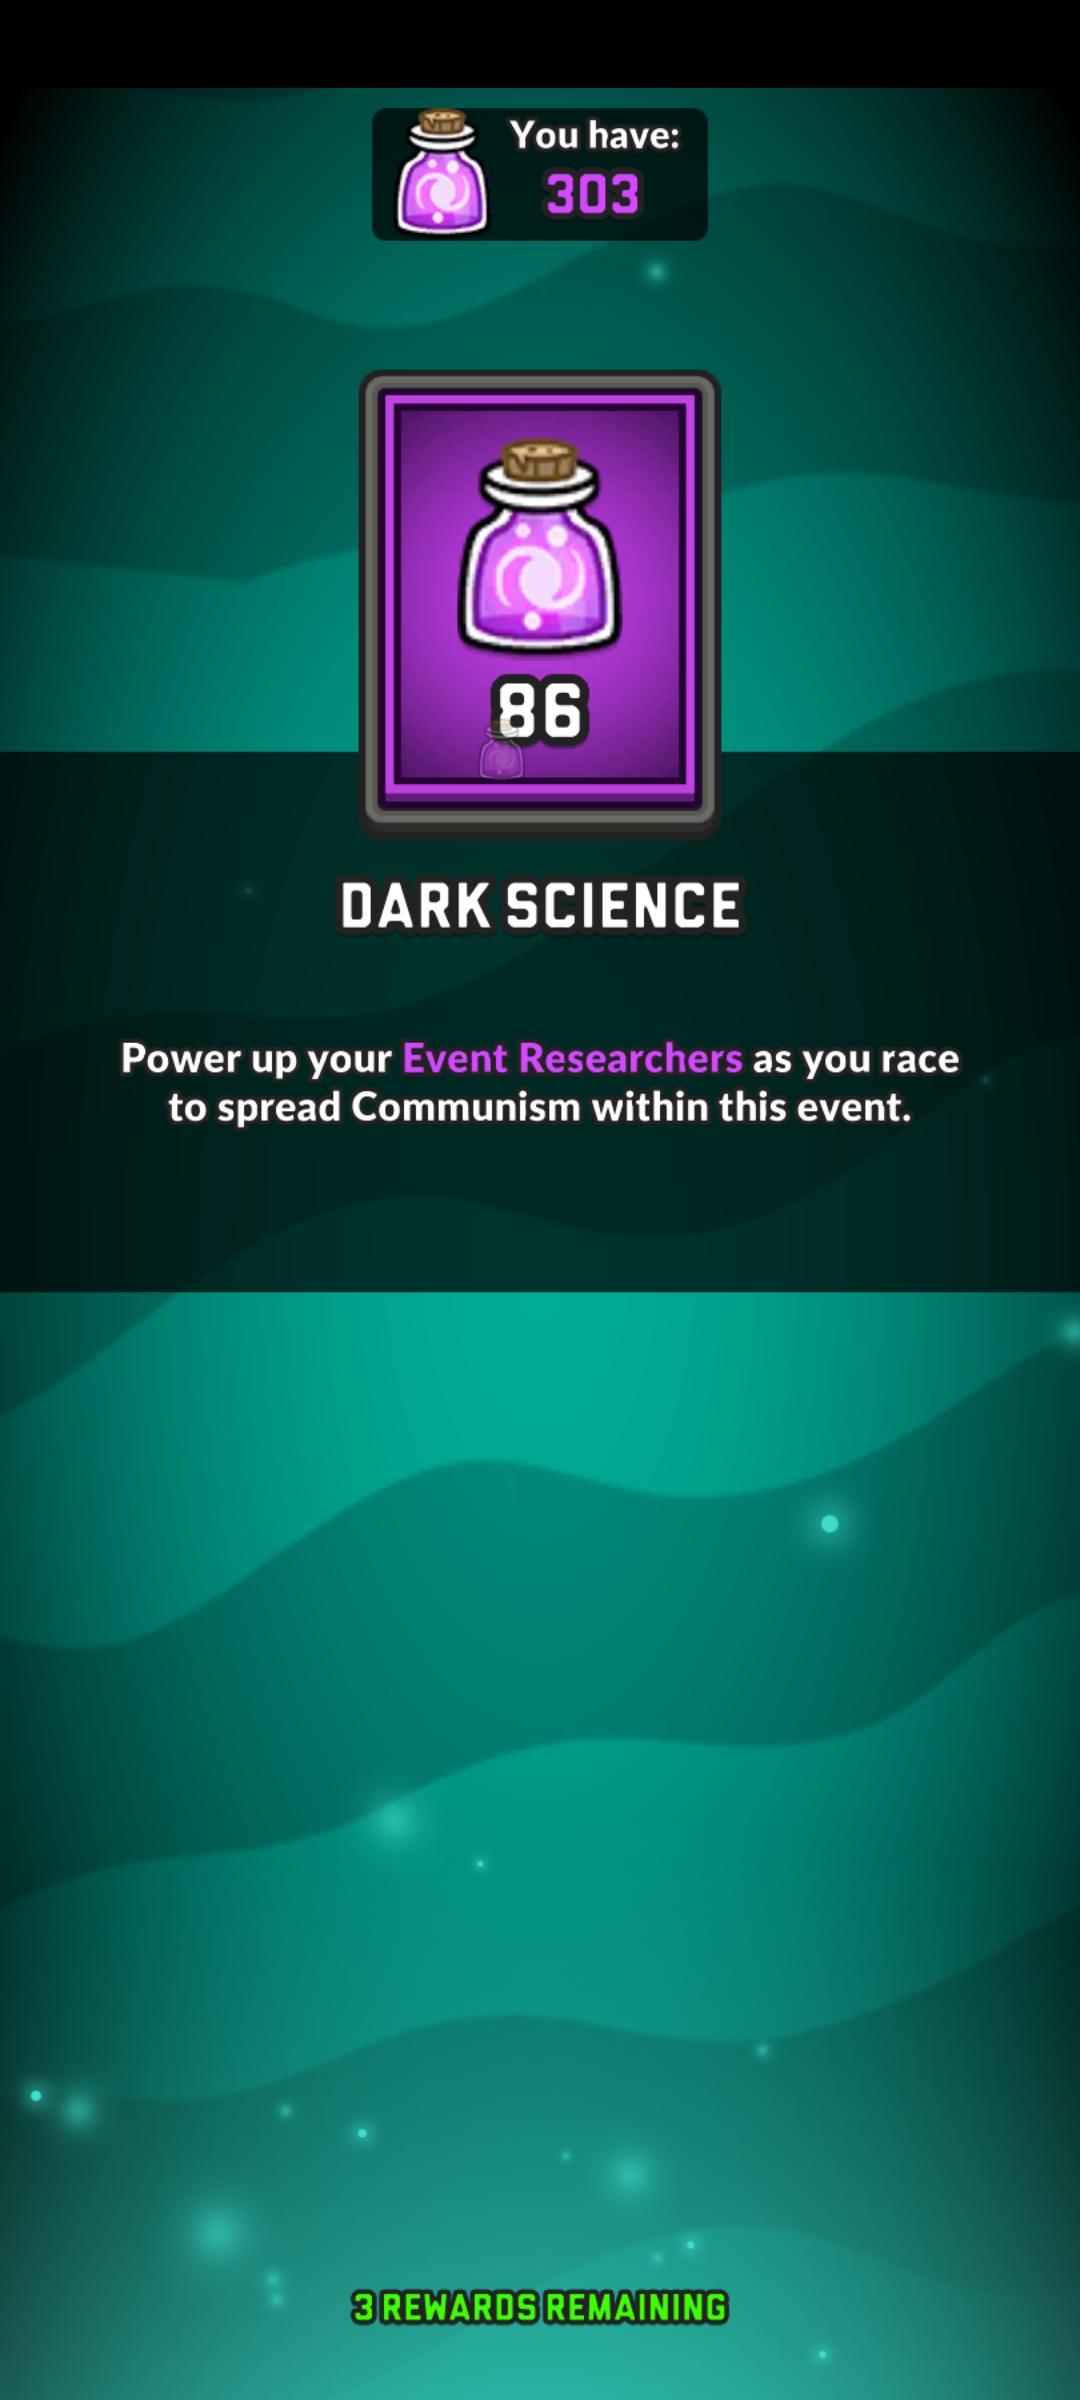 You have:
303
86
DARK SCIENCE
Power up your Event Researchers as you race
to spread Communism within this event.
3 REWARDS REMAINING